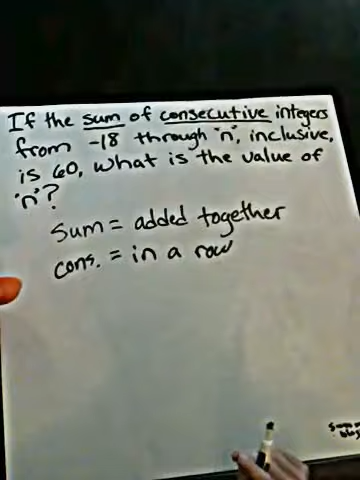 If the sum of consecutive integers
from -18 through "n", inclusive,
is 60, what is the value of
"n"?
Sum = added together
cons. = in a row